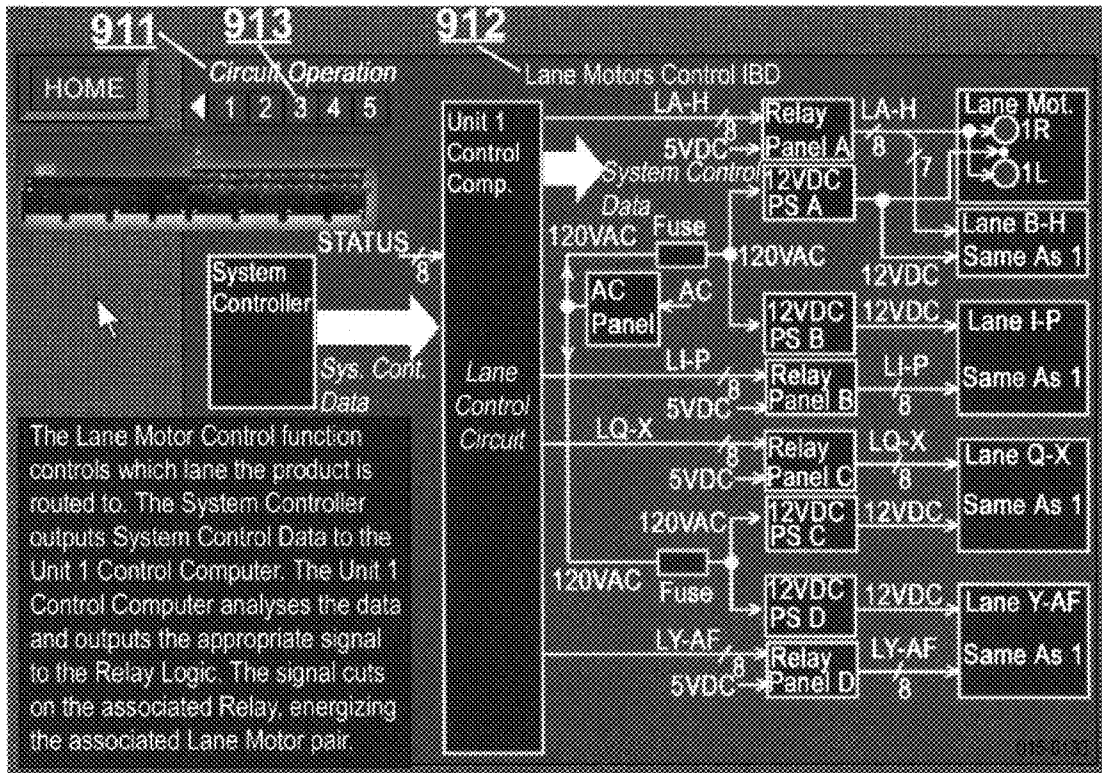 911
913
912
HOME
Circuit Operation
1 2 3 4 5
Lane Motors Control IBD
Unit 1
Control
Comp.
Lane
Control
Circuit
LA-H
8
5VDC
Relay
Panel A
LA-H
8
7
Lane Mot.
1R
1L
System Control
Data
12VDC
PS A
Lane B-H
Same As 1
12VDC
STATUS
8
System
Controller
Sys. Cont.
Data
120VAC
Fuse
120VAC
AC
Panel
AC
12VDC
PS B
12VDC
Lane I-P
Same As 1
LI-P
8
5VDC
Relay
Panel B
LI-P
8
LQ-X
8
5VDC
Relay
Panel C
LQ-X
8
Lane Q-X
Same As 1
120VAC
12VDC
PS C
12VDC
120VAC
Fuse
12VDC
PS D
12VDC
Lane Y-AF
Same As 1
LY-AF
8
5VDC
Relay
Panel D
LY-AF
8
The Lane Motor Control function
controls which lane the product is
routed to. The System Controller
outputs System Control Data to the
Unit 1 Control Computer. The Unit 1
Control Computer analyses the data
and outputs the appropriate signal
to the Relay Logic. The signal cuts
on the associated Relay, energizing
the associated Lane Motor pair.